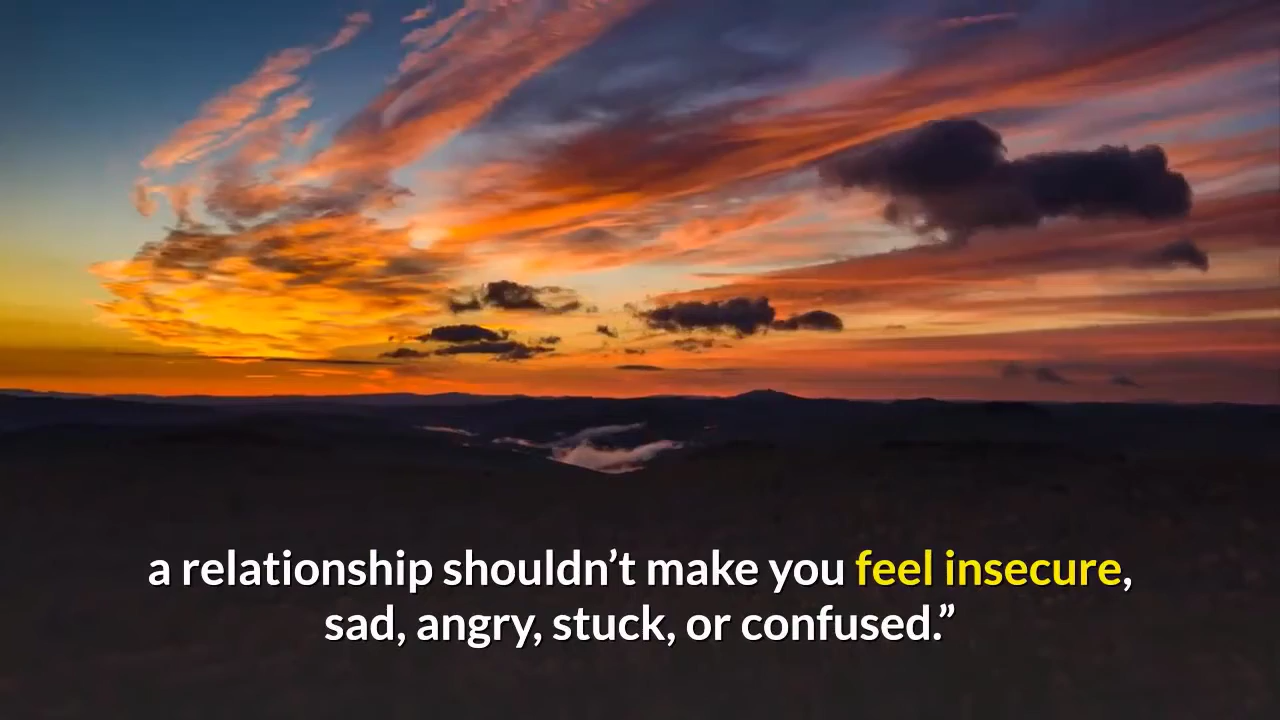 a relationship shouldn’t make you feel insecure,
sad, angry, stuck, or confused.”